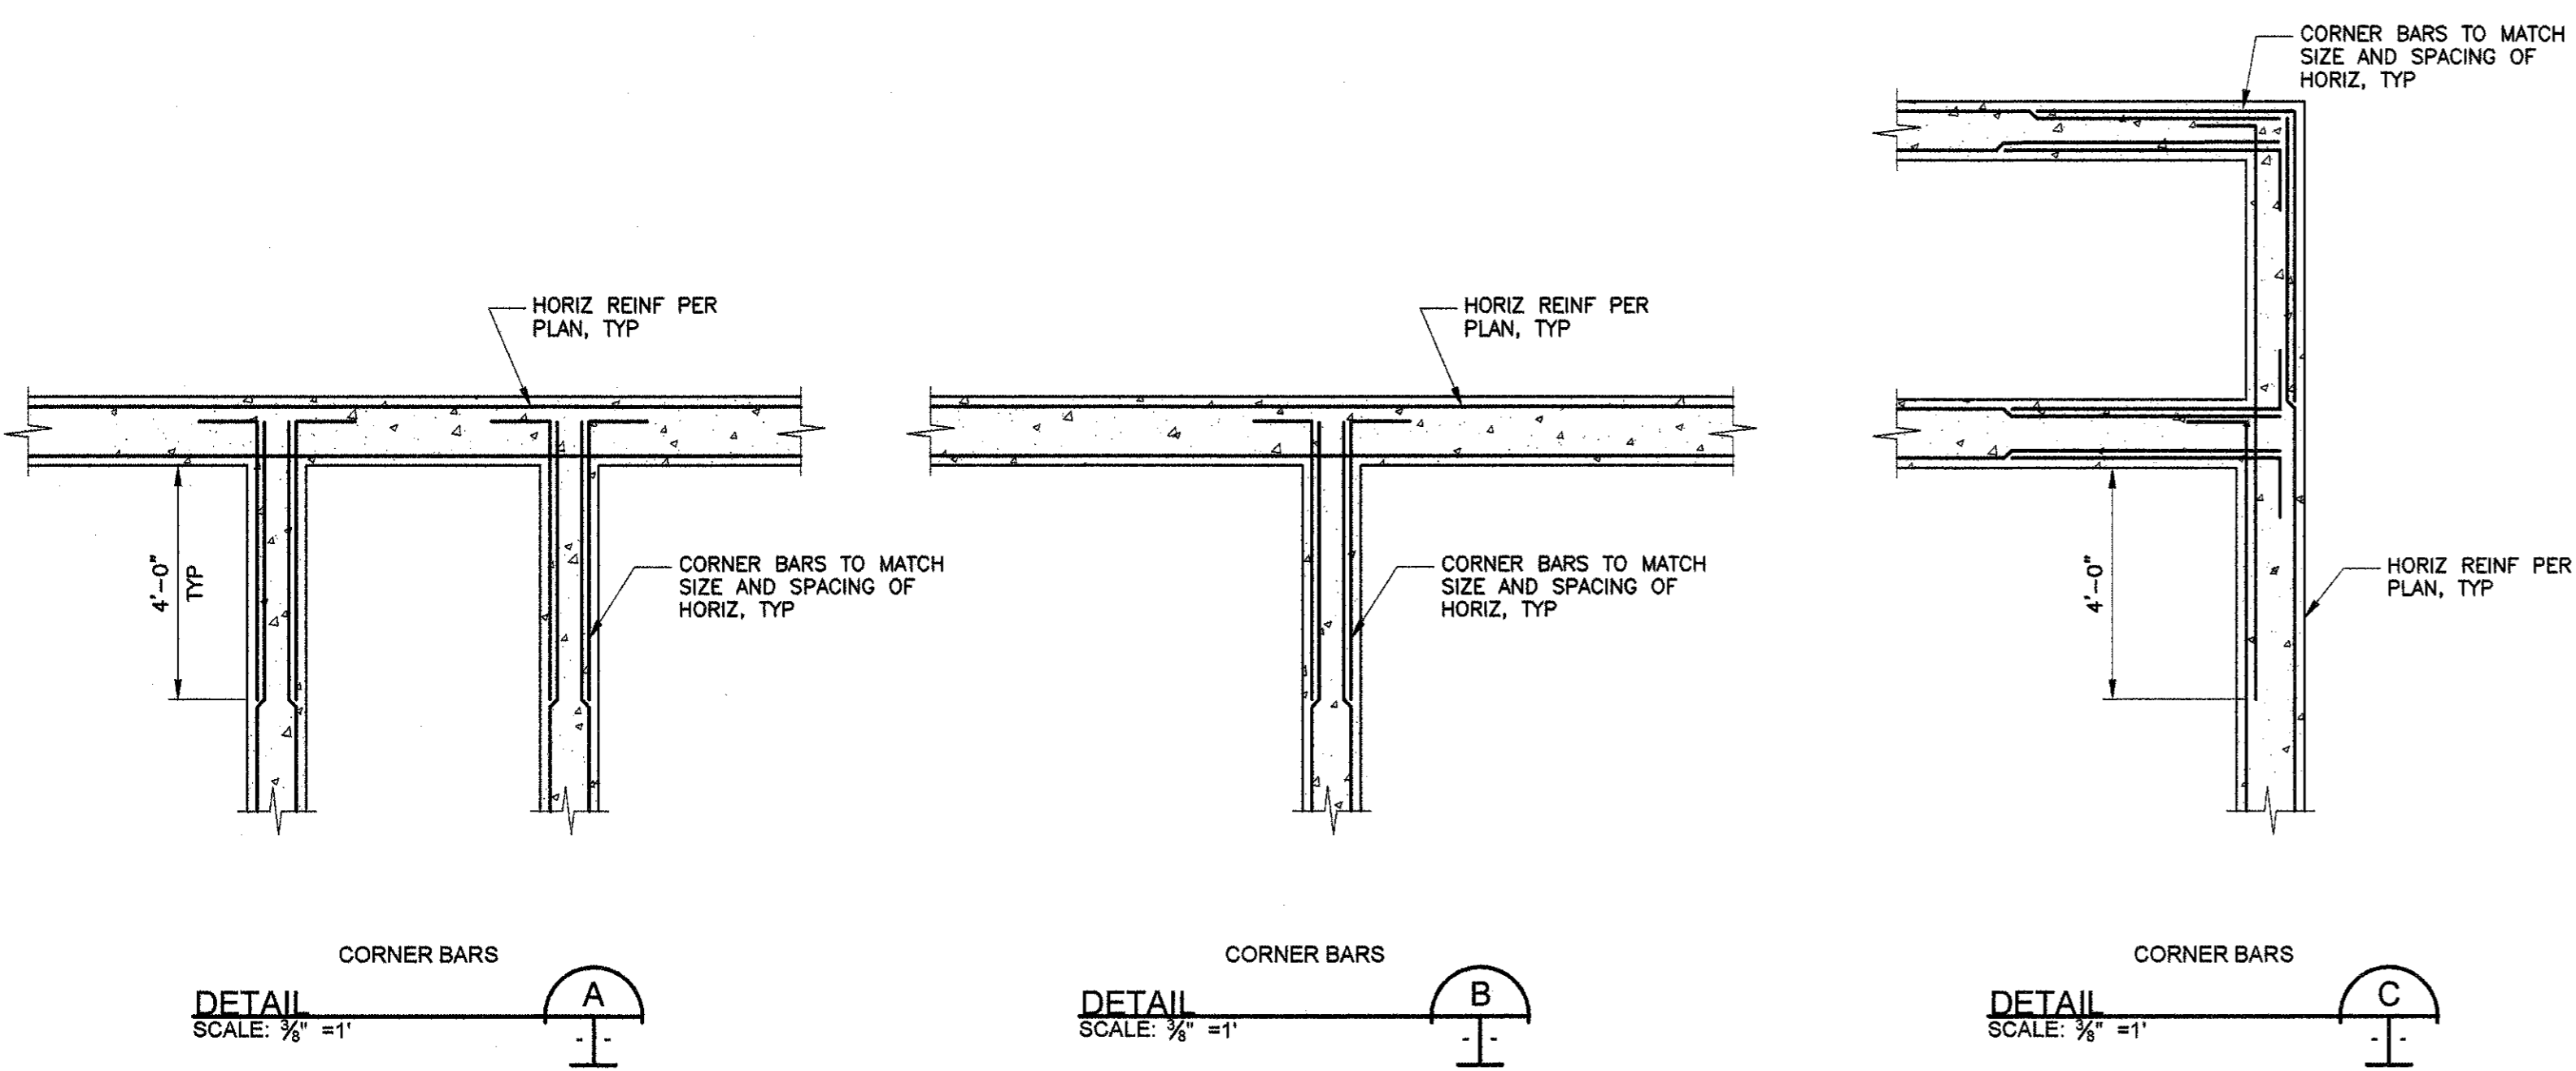 HORIZ REINF PER
PLAN, TYP
4'-0"
TYP
CORNER BARS TO MATCH
SIZE AND SPACING OF
HORIZ, TYP
CORNER BARS
DETAIL
SCALE: ⅜" =1'
A
- -
HORIZ REINF PER
PLAN, TYP
CORNER BARS TO MATCH
SIZE AND SPACING OF
HORIZ, TYP
CORNER BARS
DETAIL
SCALE: ⅜" =1'
B
- -
CORNER BARS TO MATCH
SIZE AND SPACING OF
HORIZ, TYP
4'-0"
HORIZ REINF PER
PLAN, TYP
CORNER BARS
DETAIL
SCALE: ⅜" =1'
C
- -